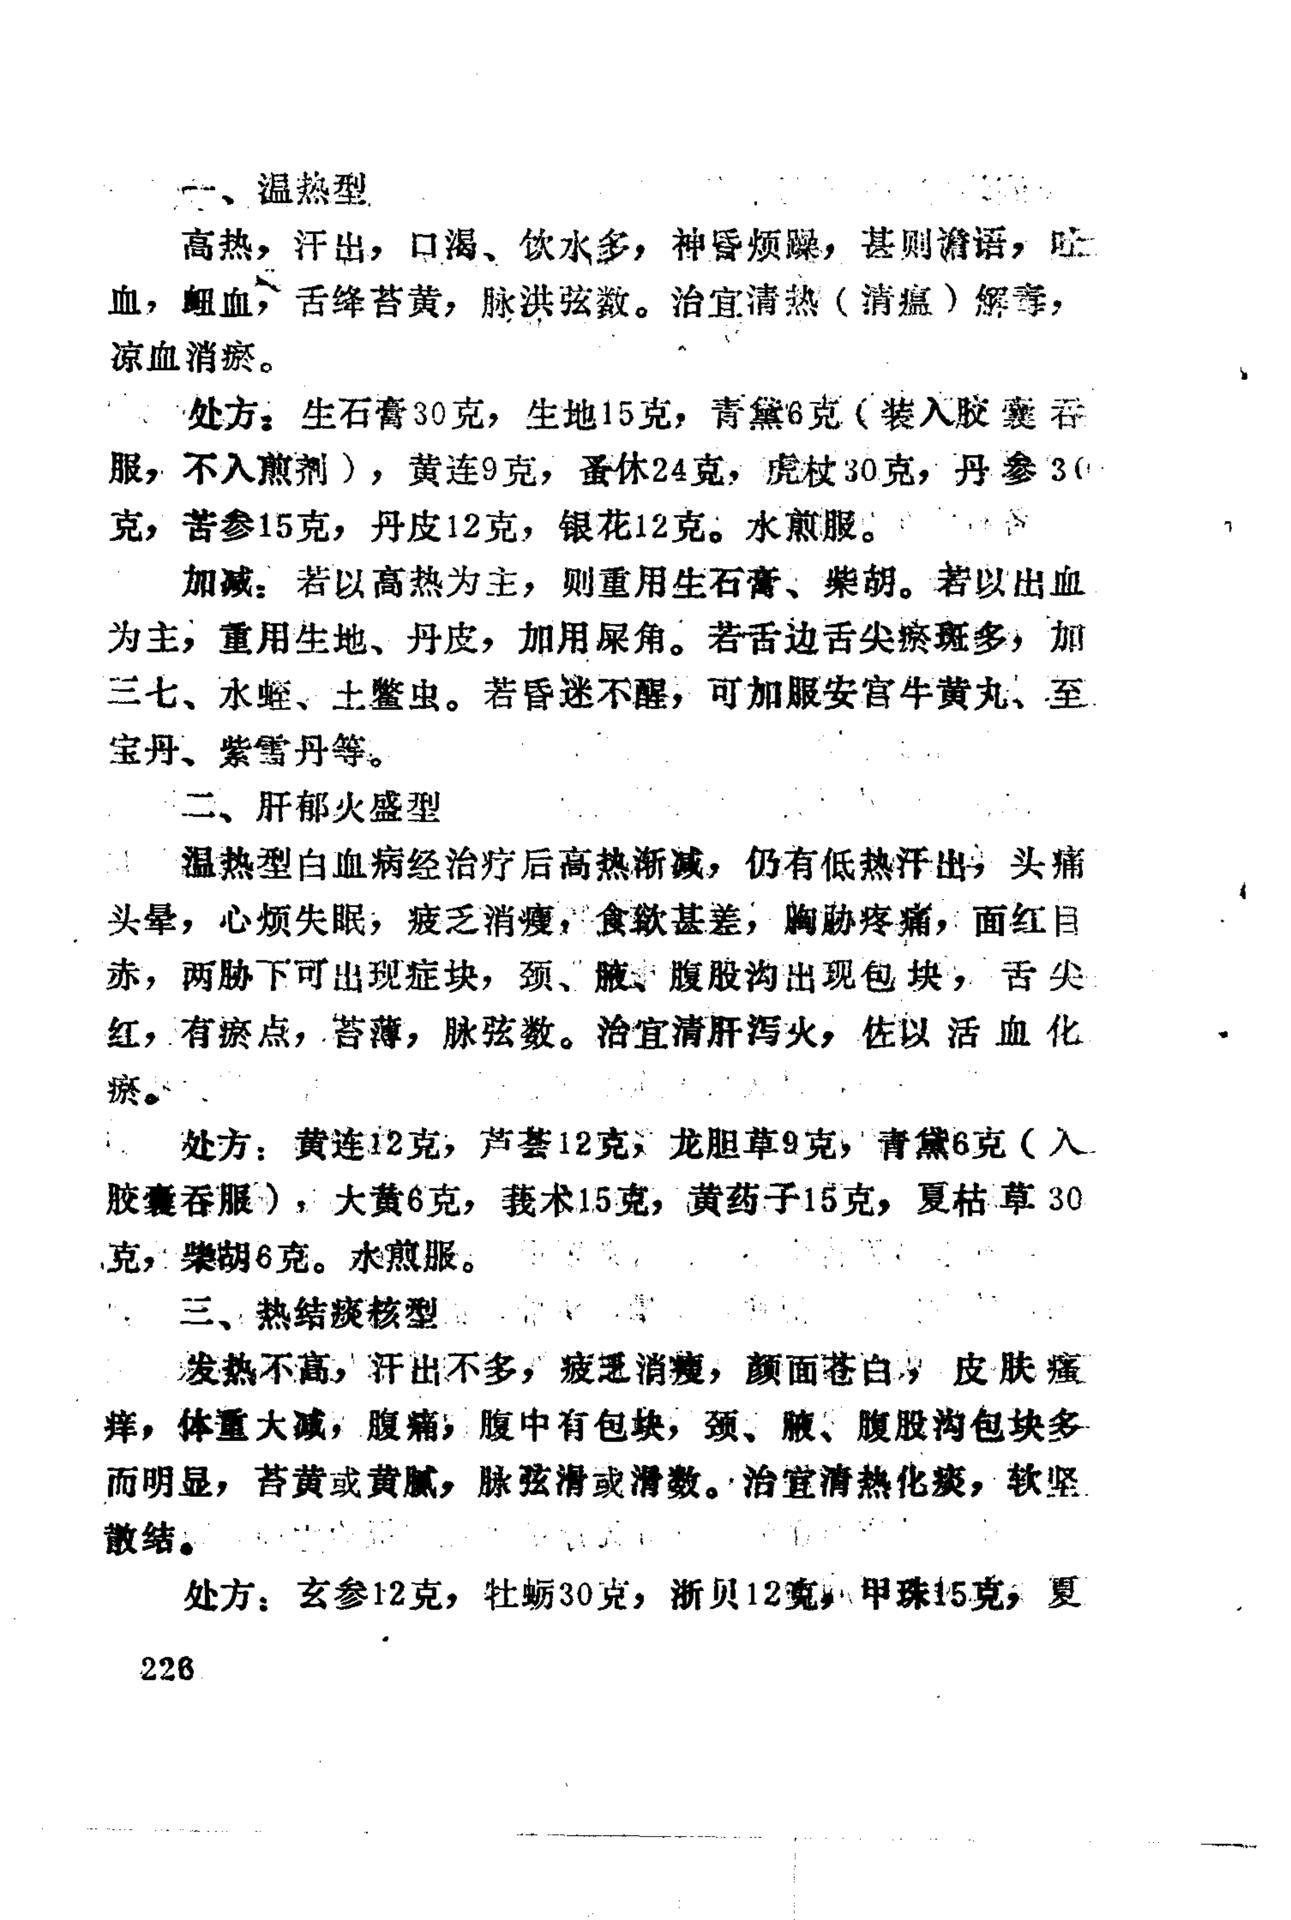 一、温热型
高热，汗出，口渴、饮水多，神昏烦躁，甚则谵语，吐
血，衄血，舌绛苔黄，脉洪弦数。治宜清热（清瘟）解毒，
凉血消瘀。
处方：生石膏30克，生地15克，青黛6克（装入胶囊吞
服，不入煎剂），黄连9克，蚤休24克，虎杖30克，丹参30
克，苦参15克，丹皮12克，银花12克。水煎服。
加减：若以高热为主，则重用生石膏、柴胡。若以出血
为主，重用生地、丹皮，加用屎角。若舌边舌尖瘀斑多，加
三七、水蛭、土鳖虫。若昏迷不醒，可加服安宫牛黄丸、至
宝丹、紫雪丹等。
二、肝郁火盛型
温热型白血病经治疗后高热渐减，仍有低热汗出，头痛
头晕，心烦失眠，疲乏消瘦，食欲甚差，胸胁疼痛，面红目
赤，两胁下可出现症块，颈、腋、腹股沟出现包块，舌尖
红，有瘀点，苔薄，脉弦数。治宜清肝泻火，佐以活血化
瘀。
处方：黄连12克，芦荟12克，龙胆草9克，青黛6克（入
胶囊吞服），大黄6克，莪术15克，黄药子15克，夏枯草30
克，柴胡6克。水煎服。
三、热结痰核型
发热不高，汗出不多，疲乏消瘦，颜面苍白，皮肤瘙
痒，体重大减，腹痛，腹中有包块，颈、腋、腹股沟包块多
而明显，苔黄或黄腻，脉弦滑或滑数。治宜清热化痰，软坚
散结。
处方：玄参12克，牡蛎30克，浙贝12克，甲珠15克，夏
226